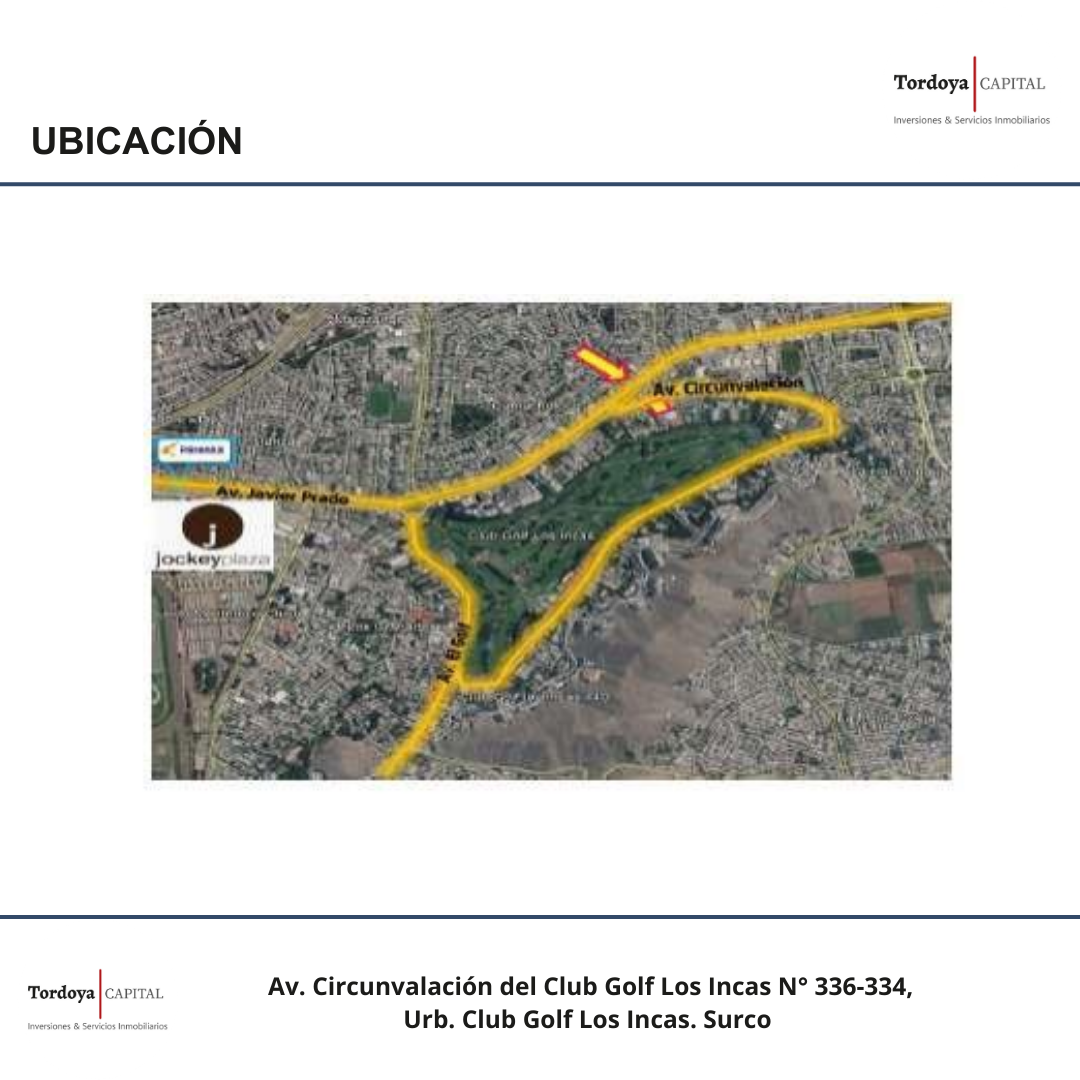 Tordoya CAPITAL
Inversiones & Servicios Inmobiliarios
UBICACIÓN
Av. Circunvalación
PRIMAX
Av. Javier Prado
j
jockeyplaza
Club Golf Los Incas
Av. El Golf
Tordoya CAPITAL
Inversiones & Servicios Inmobiliarios
Av. Circunvalación del Club Golf Los Incas N° 336-334,
Urb. Club Golf Los Incas. Surco